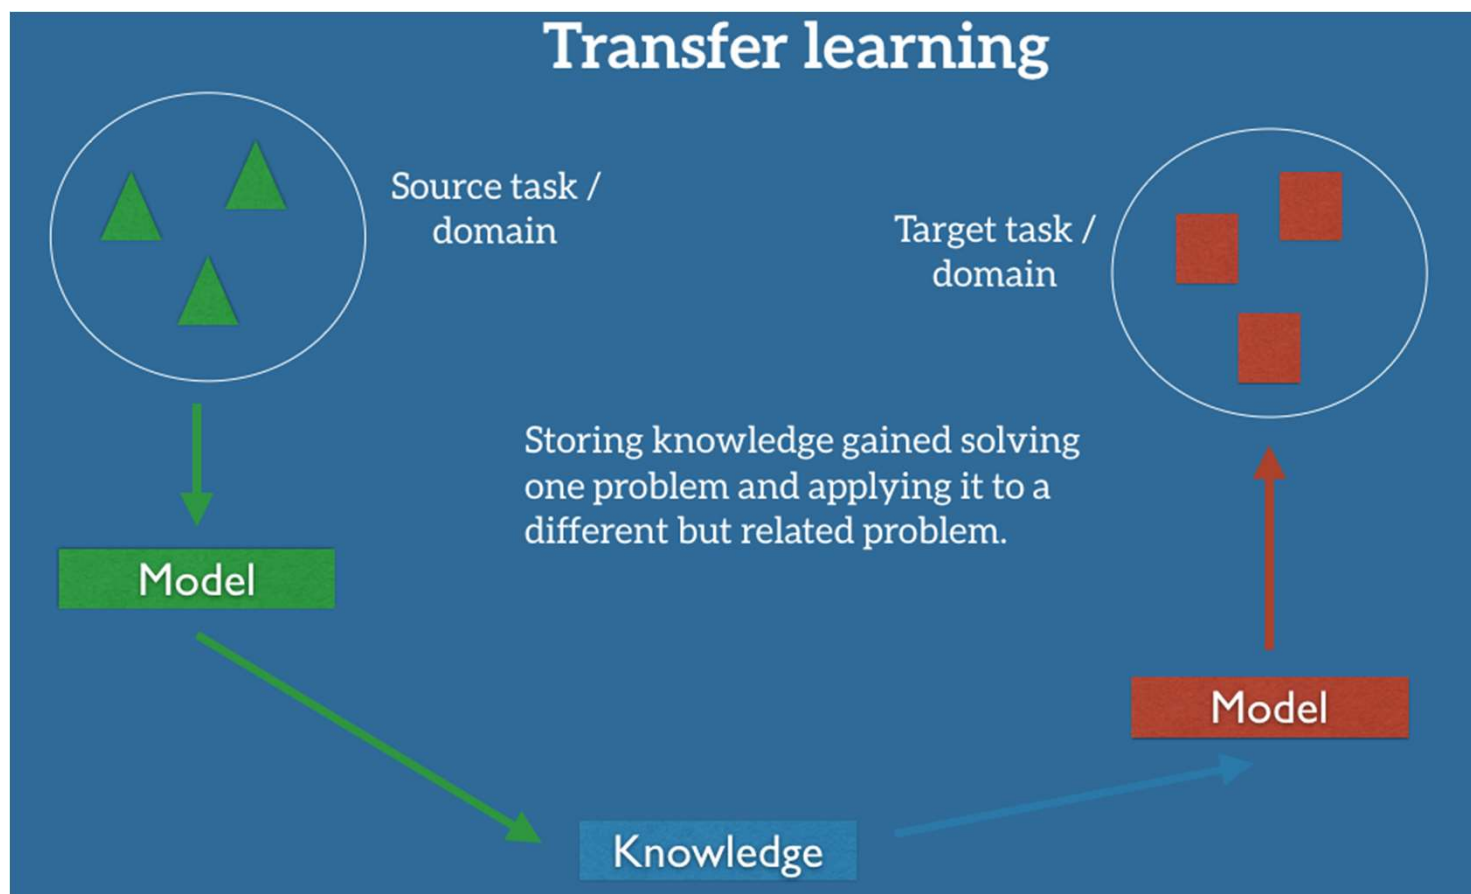 Transfer learning
Source task /
domain
Target task /
domain
Storing knowledge gained solving
one problem and applying it to a
different but related problem.
Model
Model
Knowledge